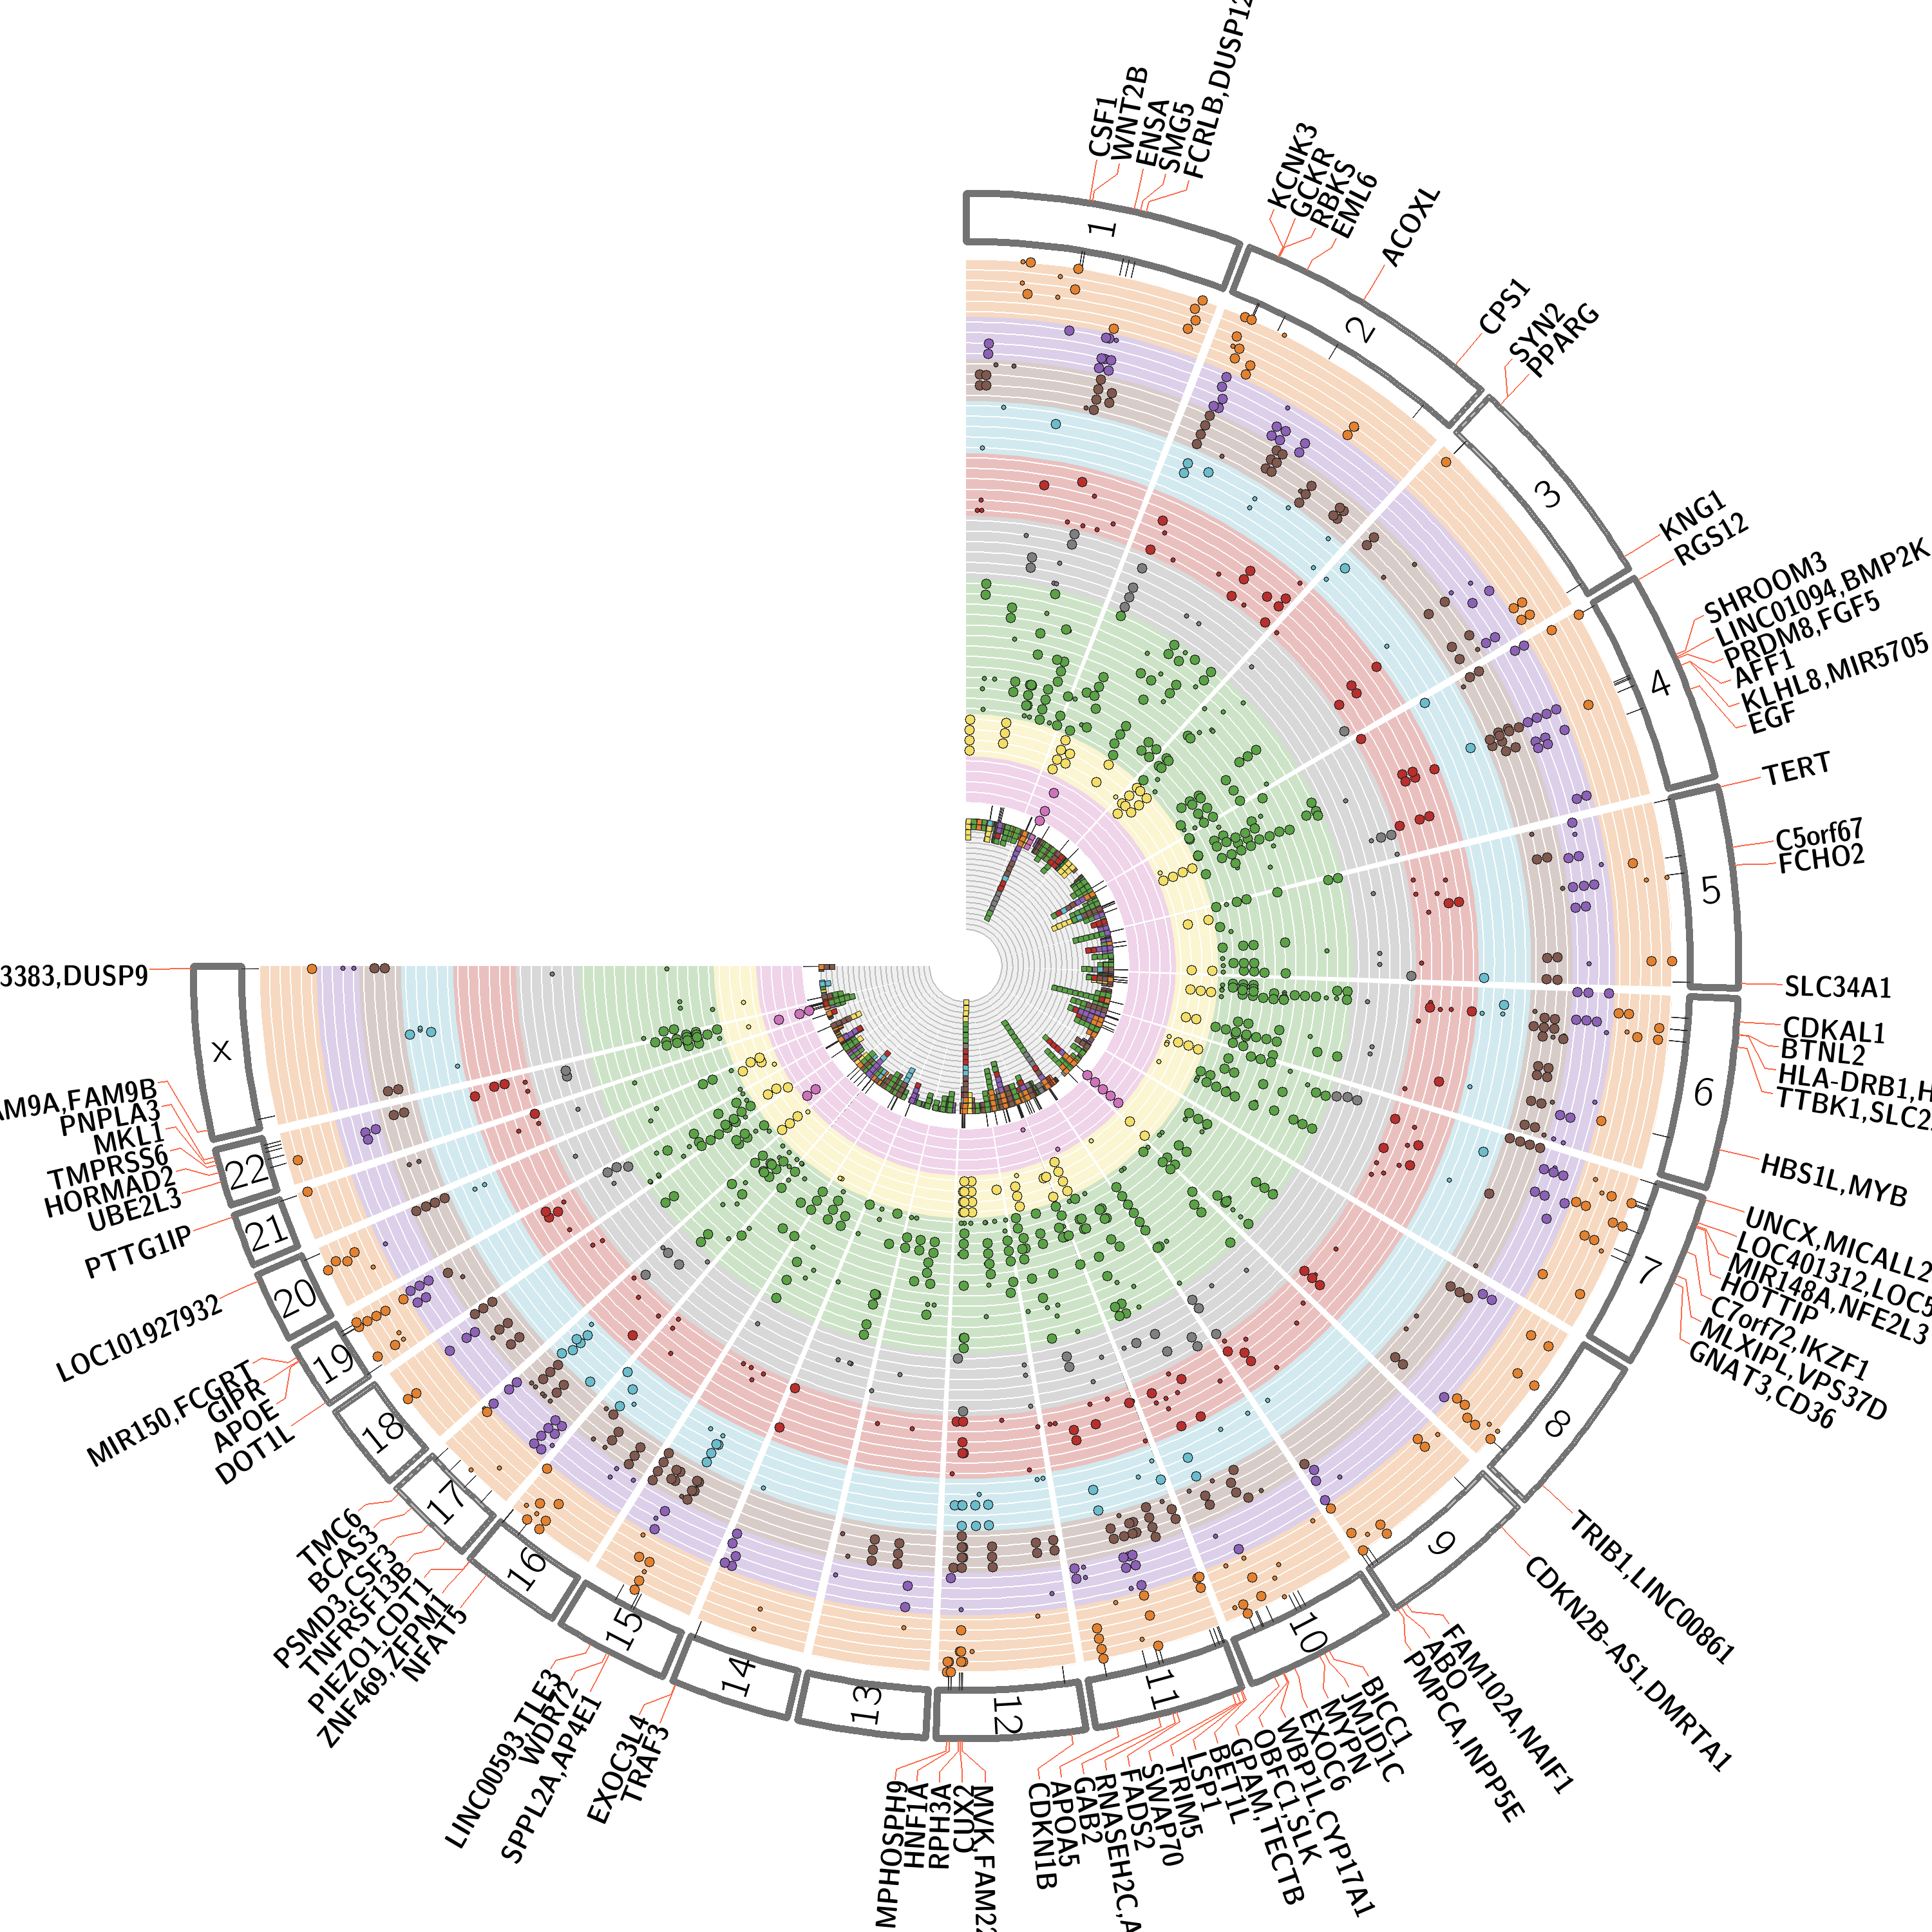 CSF1
WNT2B
ENSA
SMG5
FCRLB,DUSP12
KCNK3
GCKR
RBKS
EML6
ACOXL
CPS1
SYN2
PPARG
KNG1
RGS12
SHROOM3
LINC01094,BMP2K
PRDM8,FGF5
AFF1
KLHL8,MIR5705
EGF
TERT
C5orf67
FCHO2
SLC34A1
CDKAL1
BTNL2
HLA-DRB1,H
TTBK1,SLC2
HBS1L,MYB
UNCX,MICALL2
LOC401312,LOC5
MIR148A,NFE2L3
HOTTIP
C7orf72,IKZF1
MLXIPL,VPS37D
GNAT3,CD36
TRIB1,LINC00861
CDKN2B-AS1,DMRTA1
FAM102A,NAIF1
ABO
PMPCA,INPP5E
BICC1
JMJD1C
MYPN
EXOC6
WBP1L,CYP17A1
OBFC1,SLK
GPAM,TECTB
BET1L
LSP1
TRIM5
SWAP70
FADS2
RNASEH2C,A
GAB2
APOA5
CDKN1B
MVK,FAM22
CUX2
RPH3A
HNF1A
MPHOSPH9
TRAF3
EXOC3L4
SPPL2A,AP4E1
WDR72
LINC00593,TLE3
NFAT5
ZNF469,ZFPM1
PIEZO1,CDT1
TNFRSF13B
PSMD3,CSF3
BCAS3
TMC6
DOT1L
APOE
GIPR
MIR150,FCGRT
LOC101927932
PTTG1IP
UBE2L3
HORMAD2
TMPRSS6
MKL1
PNPLA3
AM9A,FAM9B
3383,DUSP9
1
2
3
4
5
6
7
8
9
10
11
12
13
14
15
16
17
18
19
20
21
22
X